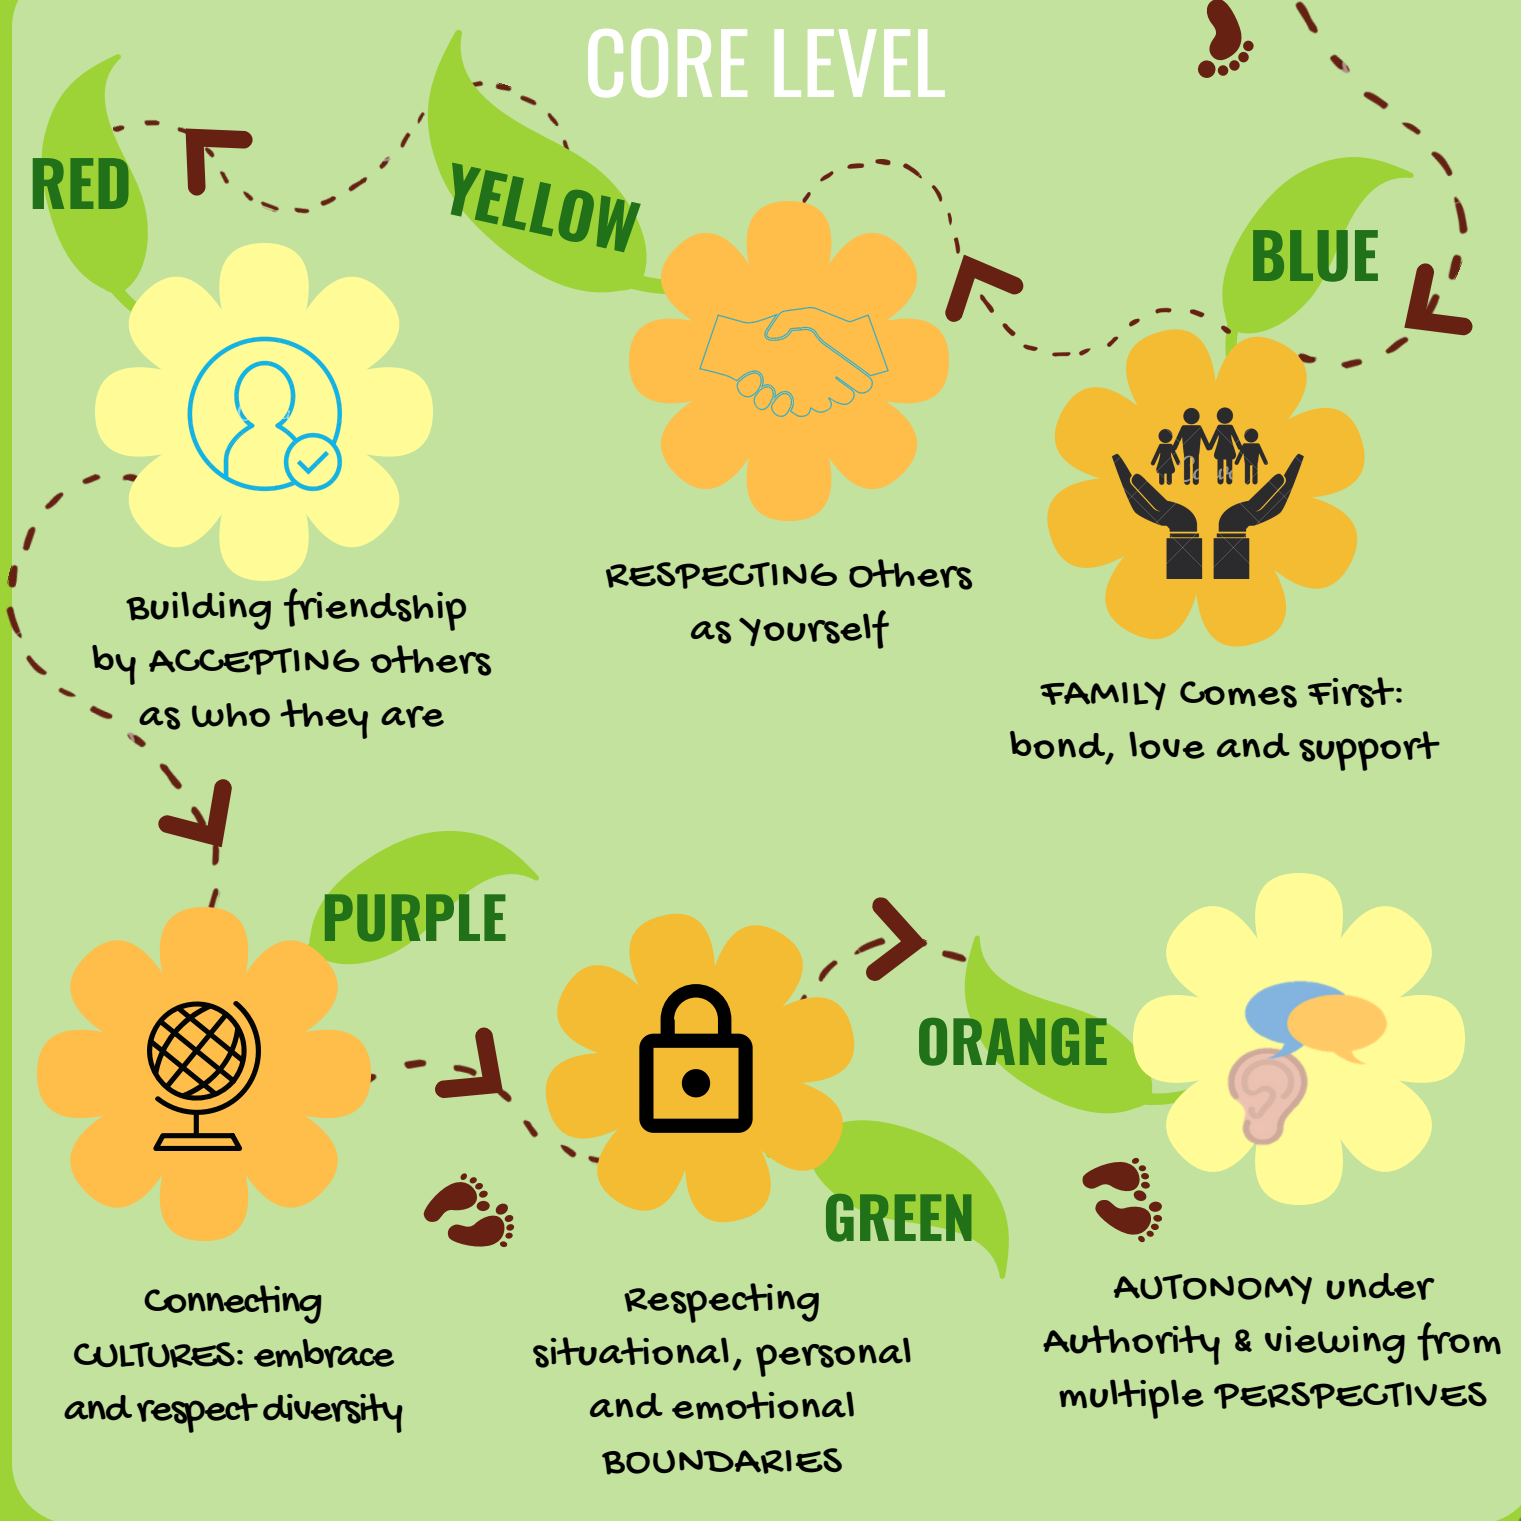 CORE LEVEL
RED
YELLOW
BLUE
Building friendship
by ACCEPTING others
as who they are
RESPECTING Others
as Yourself
FAMILY Comes First:
bond, love and support
PURPLE
ORANGE
GREEN
Connecting
CULTURES: embrace
and respect diversity
Respecting
situational, personal
and emotional
BOUNDARIES
AUTONOMY under
Authority & viewing from
multiple PERSPECTIVES